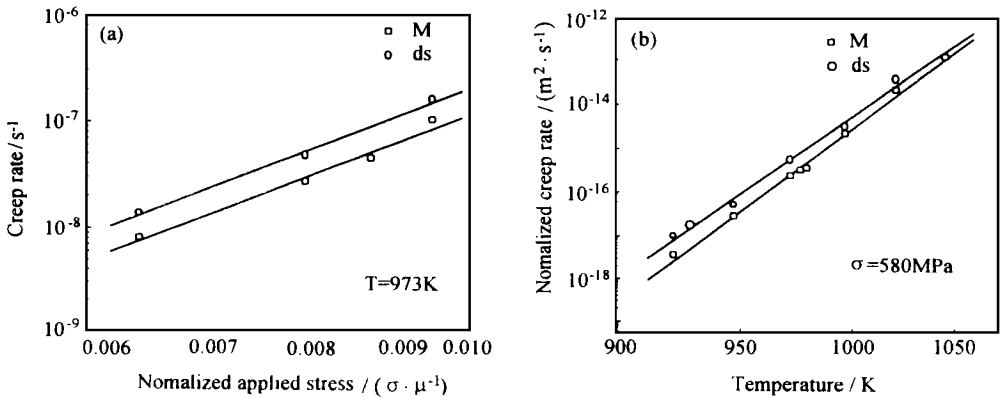 (a)
M
ds
10-6
10-7
10-8
10-9
Creep rate / s-1
T=973K
0.006 0.007 0.008 0.009 0.010
Nomalized applied stress / ( σ · μ-1)
(b)
M
ds
10-12
10-14
10-16
10-18
Nomalized creep rate / (m2 · s-1)
σ=580MPa
900 950 1000 1050
Temperature / K